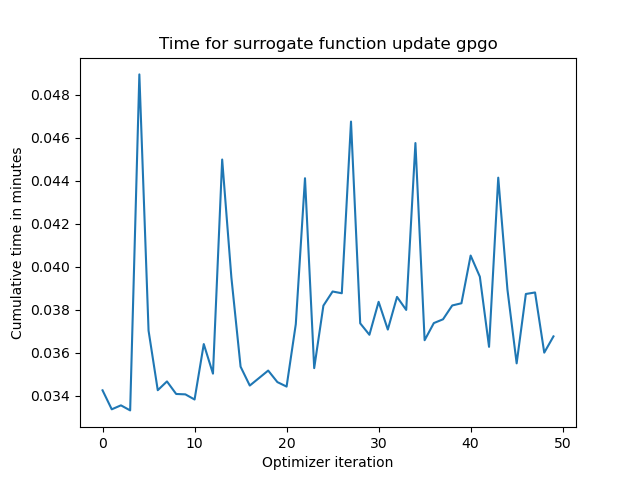 Time for surrogate function update gpgo
Cumulative time in minutes
0.048
0.046
0.044
0.042
0.040
0.038
0.036
0.034
0 10 20 30 40 50
Optimizer iteration